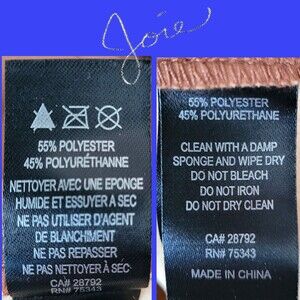 Joie
55% POLYESTER
45% POLYURÉTHANNE
NETTOYER AVEC UNE EPONGE
HUMIDE ET ESSUYER A SEC
NE PAS UTILISER D'AGENT
DE BLANCHIMENT
NE PAS REPASSER
NE PAS NETTOYER À SEC
CA# 28792
RN# 75343
55% POLYESTER
45% POLYURETHANE
CLEAN WITH A DAMP
SPONGE AND WIPE DRY
DO NOT BLEACH
DO NOT IRON
DO NOT DRY CLEAN
CA# 28792
RN# 75343
MADE IN CHINA